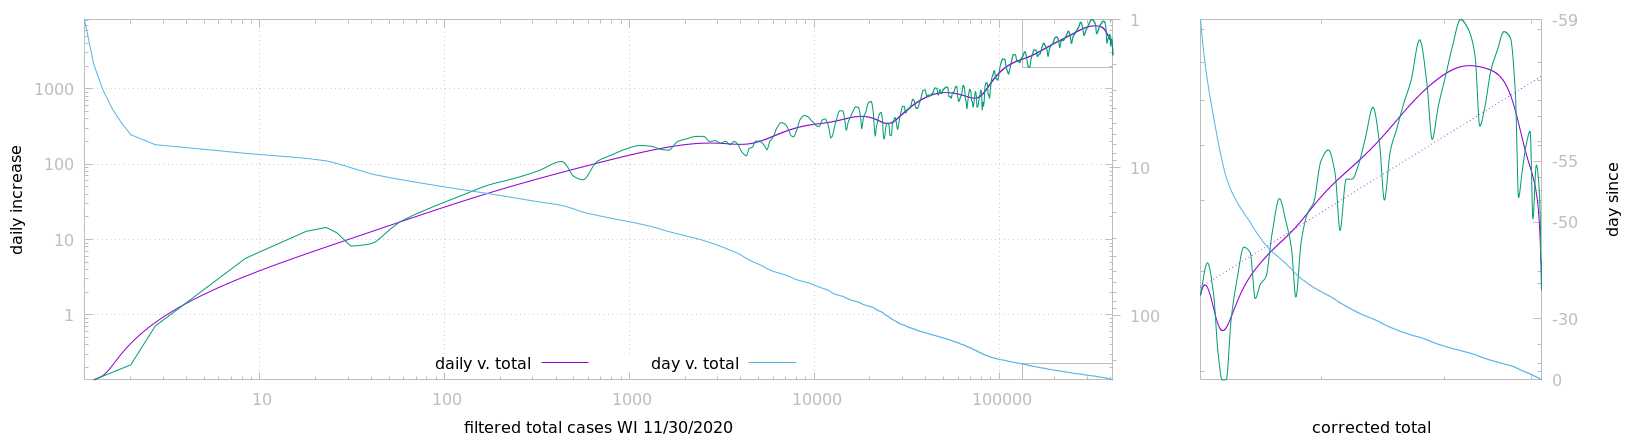 daily increase
1000
100
10
1
10
100
1000
10000
100000
1
10
100
daily v. total
day v. total
filtered total cases WI 11/30/2020
-59
-55
-50
-30
0
day since
corrected total